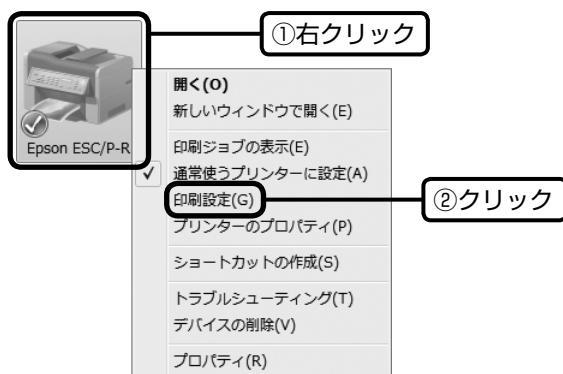 ①右クリック
Epson ESC/P-R
開く(O)
新しいウィンドウで開く(E)
印刷ジョブの表示(E)
通常使うプリンターに設定(A)
印刷設定(G)
②クリック
プリンターのプロパティ(P)
ショートカットの作成(S)
トラブルシューティング(T)
デバイスの削除(V)
プロパティ(R)